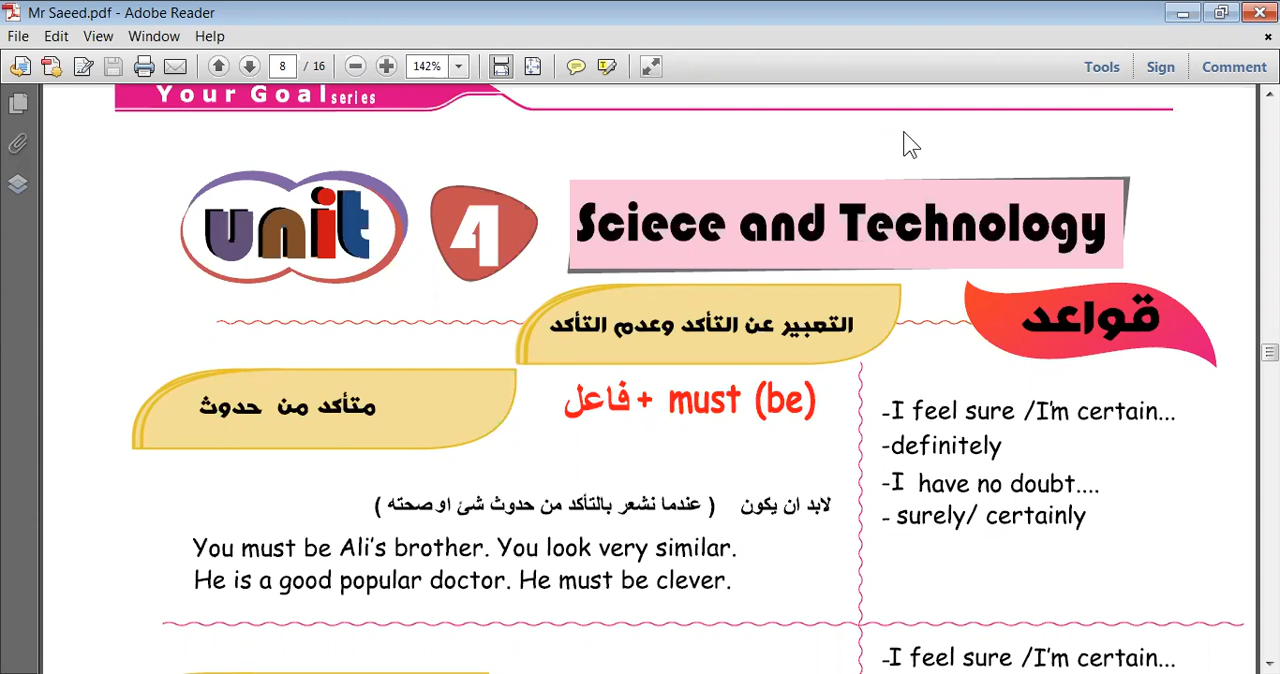 Mr Saeed.pdf - Adobe Reader
File Edit View Window Help
8 / 16 142% Tools Sign Comment
Your Goal series
unit 4 Sciece and Technology
قواعد
التعبير عن التأكد وعدم التأكد
متأكد من حدوث
فاعل + must (be)
-I feel sure /I'm certain...
-definitely
-I have no doubt....
- surely/ certainly
لابد ان يكون ( عندما نشعر بالتأكد من حدوث شئ اوصحته )
You must be Ali's brother. You look very similar.
He is a good popular doctor. He must be clever.
-I feel sure /I'm certain...